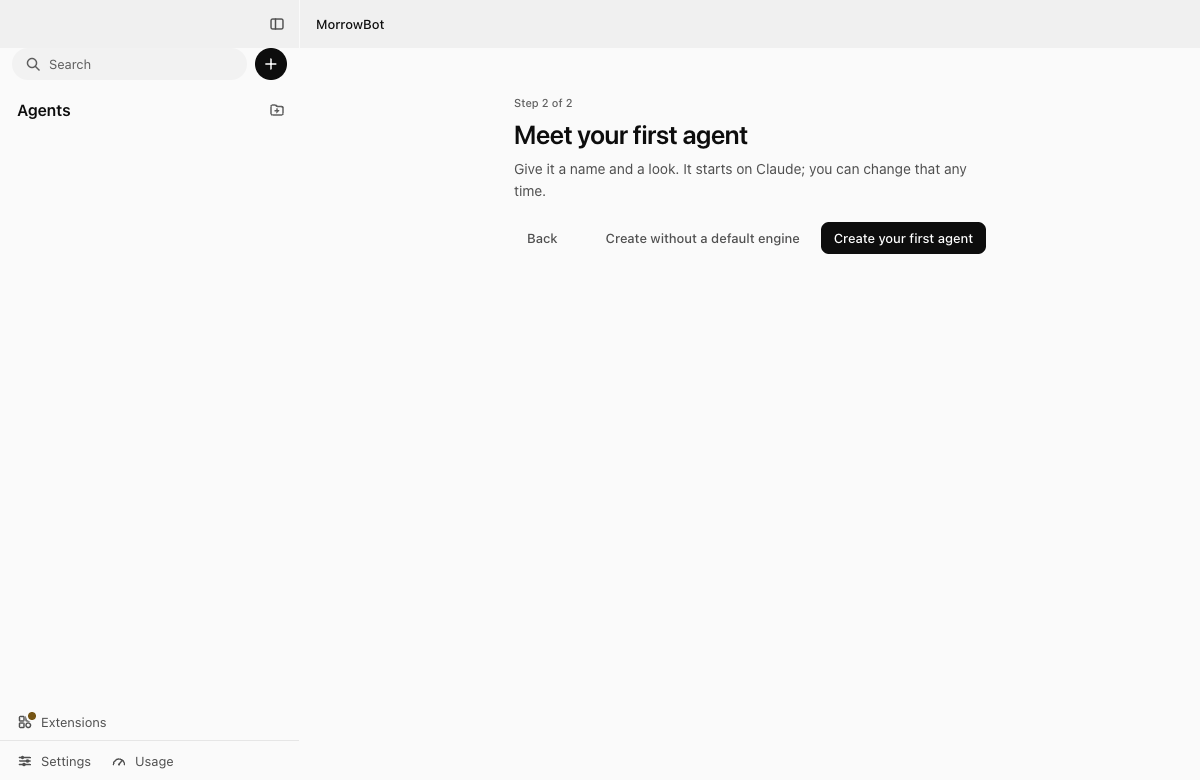 MorrowBot
Search
Agents
Step 2 of 2
Meet your first agent
Give it a name and a look. It starts on Claude; you can change that any
time.
Back
Create without a default engine
Create your first agent
Extensions
Settings
Usage